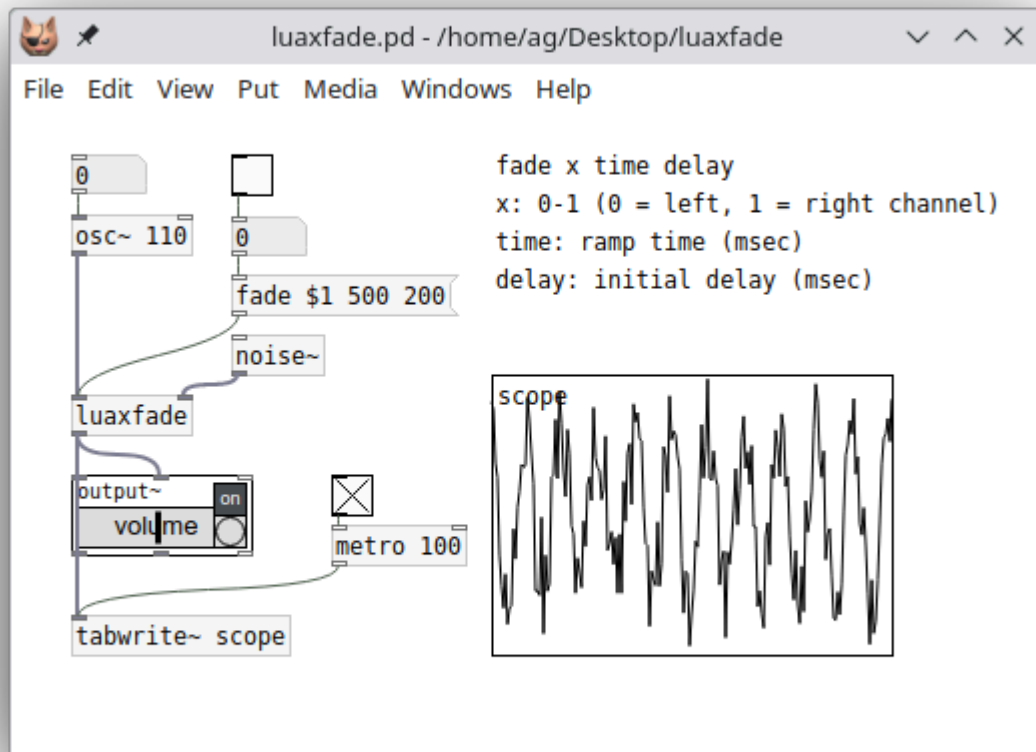 luaxfade.pd - /home/ag/Desktop/luaxfade
File Edit View Put Media Windows Help
0
osc~ 110
0
fade $1 500 200
noise~
luaxfade
output~
on
volume
metro 100
tabwrite~ scope
fade x time delay
x: 0-1 (0 = left, 1 = right channel)
time: ramp time (msec)
delay: initial delay (msec)
scope